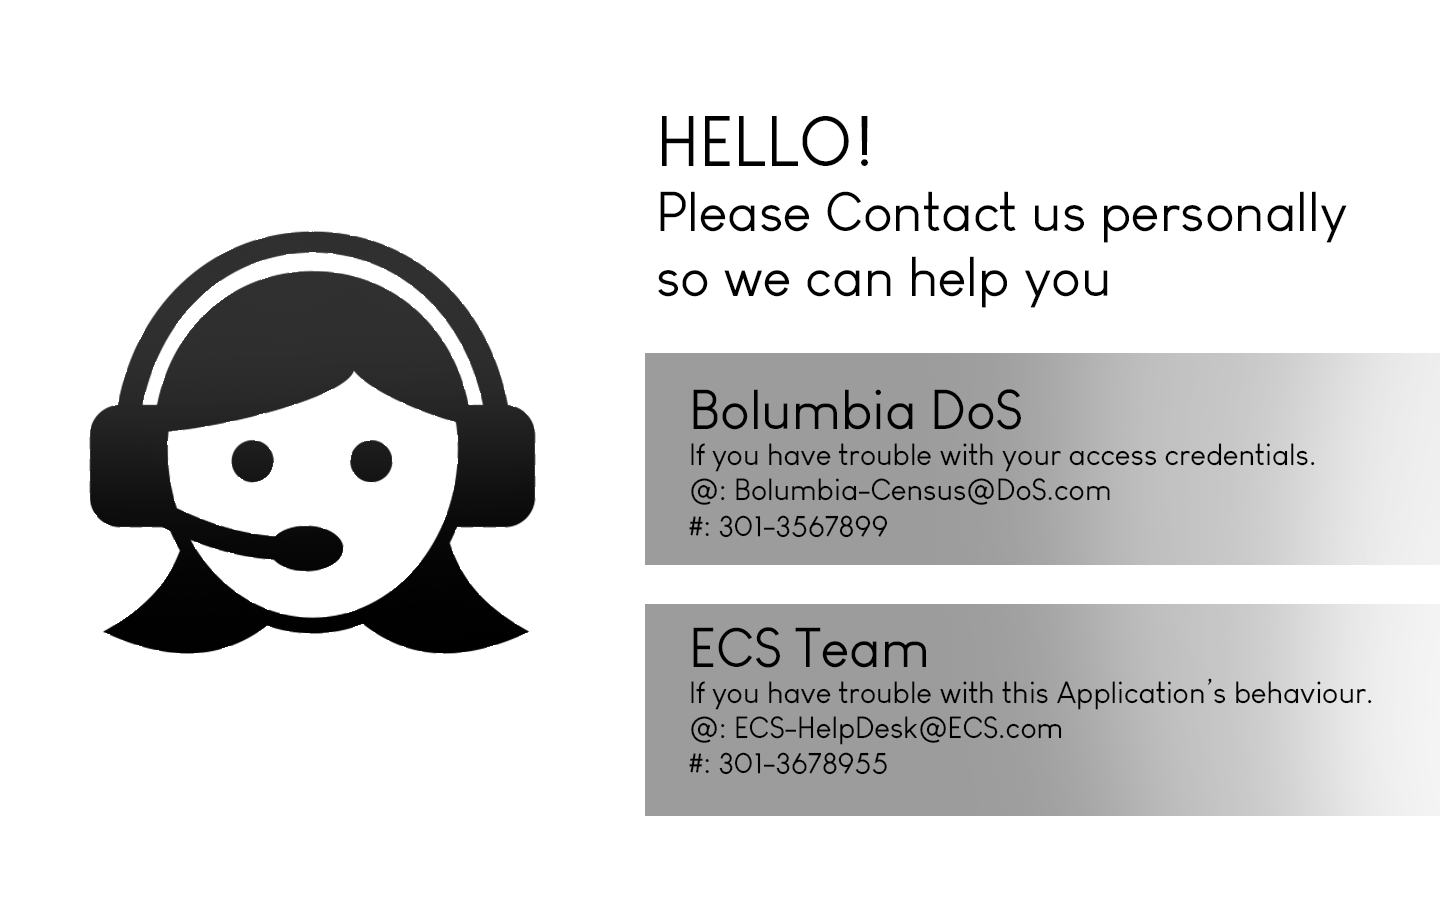 HELLO!
Please Contact us personally
so we can help you
Bolumbia DoS
If you have trouble with your access credentials.
@: Bolumbia-Census@DoS.com
#: 301-3567899
ECS Team
If you have trouble with this Application's behaviour.
@: ECS-HelpDesk@ECS.com
#: 301-3678955